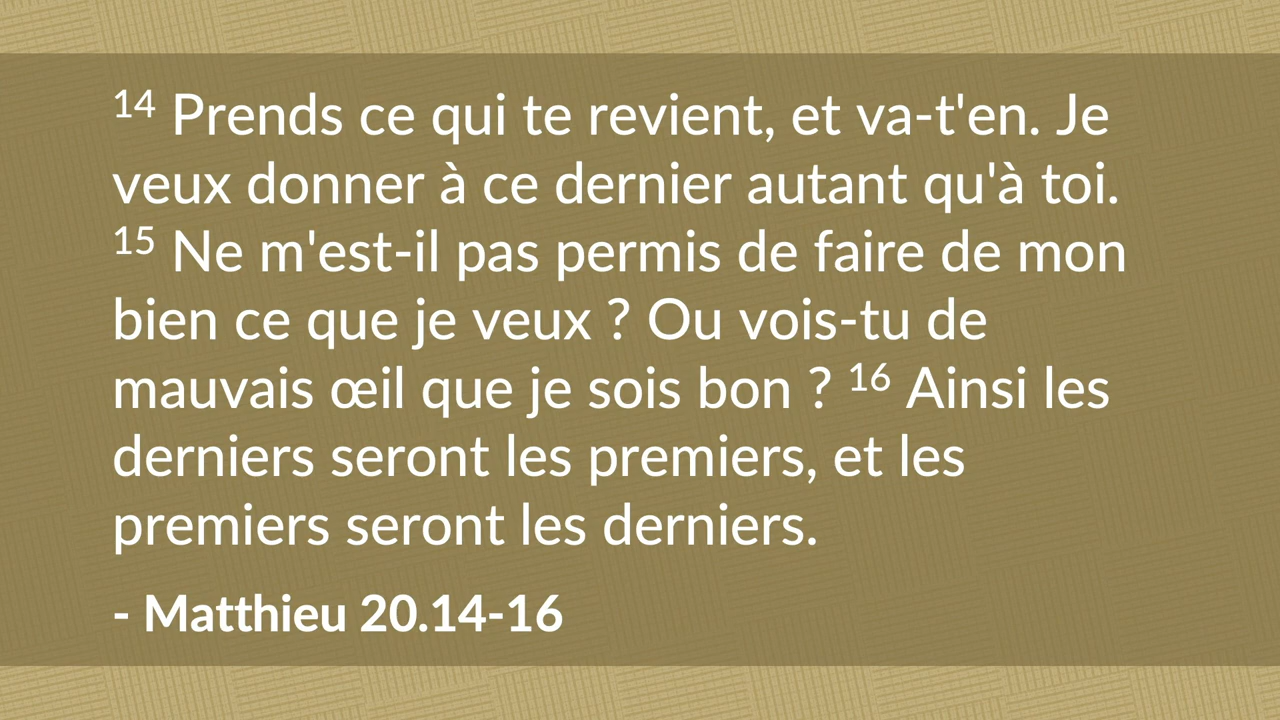 14 Prends ce qui te revient, et va-t'en. Je
veux donner à ce dernier autant qu'à toi.
15 Ne m'est-il pas permis de faire de mon
bien ce que je veux ? Ou vois-tu de
mauvais œil que je sois bon ? 16 Ainsi les
derniers seront les premiers, et les
premiers seront les derniers.
- Matthieu 20.14-16